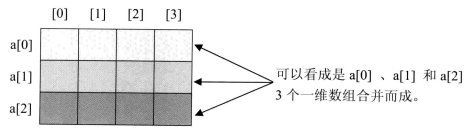 [0] [1] [2] [3]
a[0]
a[1]
a[2]
可以看成是 a[0] 、a[1] 和 a[2]
3 个一维数组合并而成。